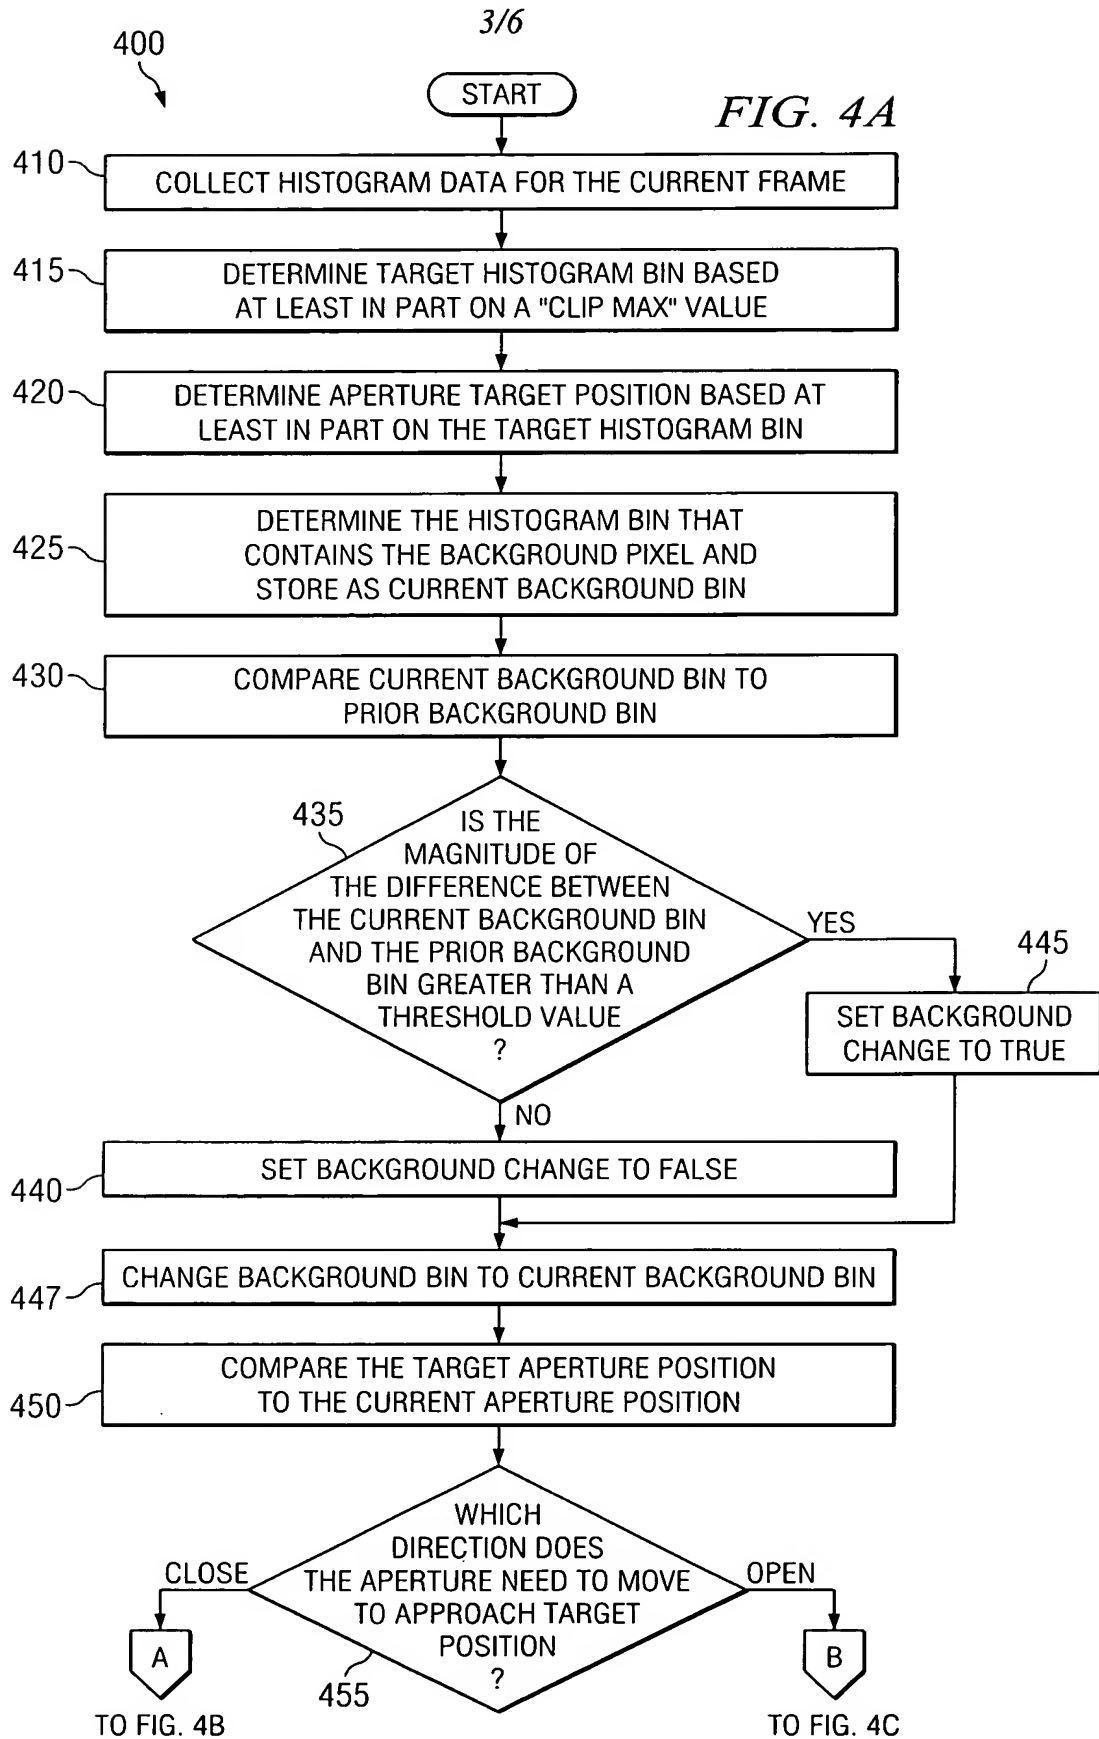 3/6
400
START
FIG. 4A
410
COLLECT HISTOGRAM DATA FOR THE CURRENT FRAME
415
DETERMINE TARGET HISTOGRAM BIN BASED
AT LEAST IN PART ON A "CLIP MAX" VALUE
420
DETERMINE APERTURE TARGET POSITION BASED AT
LEAST IN PART ON THE TARGET HISTOGRAM BIN
425
DETERMINE THE HISTOGRAM BIN THAT
CONTAINS THE BACKGROUND PIXEL AND
STORE AS CURRENT BACKGROUND BIN
430
COMPARE CURRENT BACKGROUND BIN TO
PRIOR BACKGROUND BIN
435
IS THE
MAGNITUDE OF
THE DIFFERENCE BETWEEN
THE CURRENT BACKGROUND BIN
AND THE PRIOR BACKGROUND
BIN GREATER THAN A
THRESHOLD VALUE
?
YES
445
SET BACKGROUND
CHANGE TO TRUE
NO
440
SET BACKGROUND CHANGE TO FALSE
447
CHANGE BACKGROUND BIN TO CURRENT BACKGROUND BIN
450
COMPARE THE TARGET APERTURE POSITION
TO THE CURRENT APERTURE POSITION
WHICH
DIRECTION DOES
THE APERTURE NEED TO MOVE
TO APPROACH TARGET
POSITION
?
455
CLOSE
OPEN
A
B
TO FIG. 4B
TO FIG. 4C